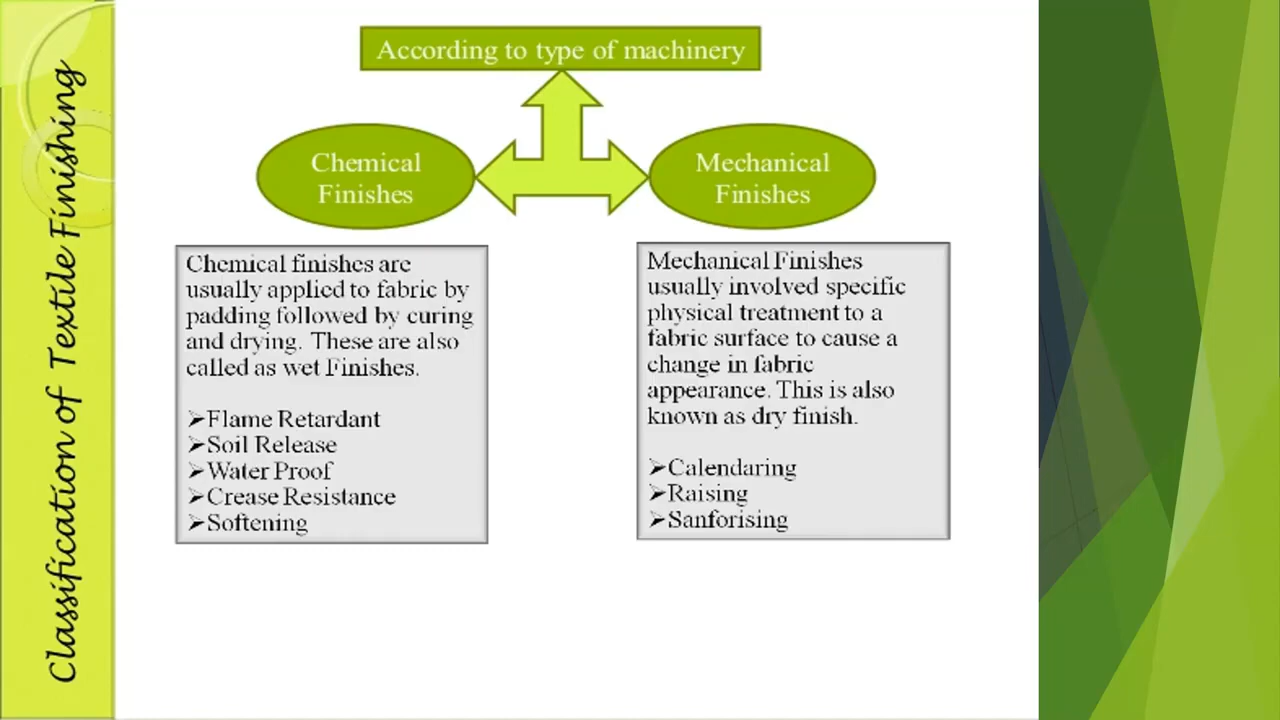 Classification of Textile Finishing
According to type of machinery
Chemical
Finishes
Mechanical
Finishes
Chemical finishes are
usually applied to fabric by
padding followed by curing
and drying. These are also
called as wet Finishes.
➢Flame Retardant
➢Soil Release
➢Water Proof
➢Crease Resistance
➢Softening
Mechanical Finishes
usually involved specific
physical treatment to a
fabric surface to cause a
change in fabric
appearance. This is also
known as dry finish.
➢Calendaring
➢Raising
➢Sanforising